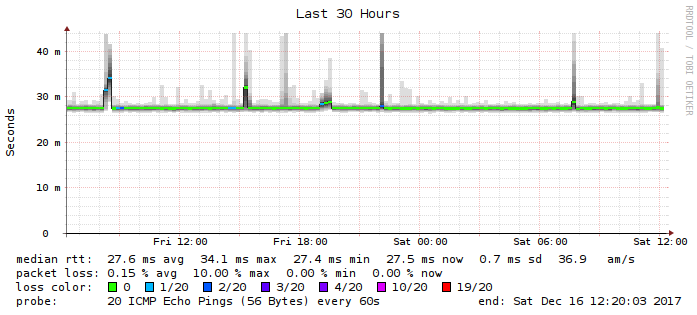 Last 30 Hours
RRDTOOL / TOBI OETIKER
Seconds
40 m
30 m
20 m
10 m
0
Fri 12:00 Fri 18:00 Sat 00:00 Sat 06:00 Sat 12:00
median rtt: 27.6 ms avg 34.1 ms max 27.4 ms min 27.5 ms now 0.7 ms sd 36.9 am/s
packet loss: 0.15 % avg 10.00 % max 0.00 % min 0.00 % now
loss color: 0 1/20 2/20 3/20 4/20 10/20 19/20
probe: 20 ICMP Echo Pings (56 Bytes) every 60s end: Sat Dec 16 12:20:03 2017